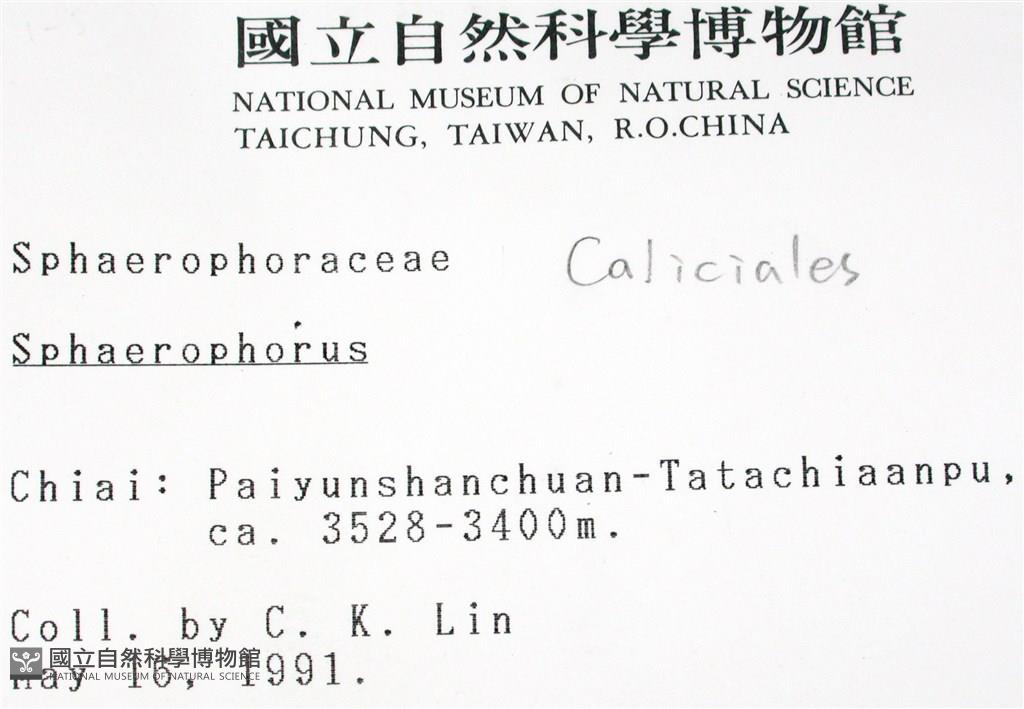 國立自然科學博物館
NATIONAL MUSEUM OF NATURAL SCIENCE
TAICHUNG, TAIWAN, R.O.CHINA
Sphaerophoraceae Caliciales
Sphaerophorus
Chiai: Paiyunshanchuan-Tatachiaanpu,
ca. 3528-3400m.
Coll. by C. K. Lin
May 16, 1991.
國立自然科學博物館
NATIONAL MUSEUM OF NATURAL SCIENCE